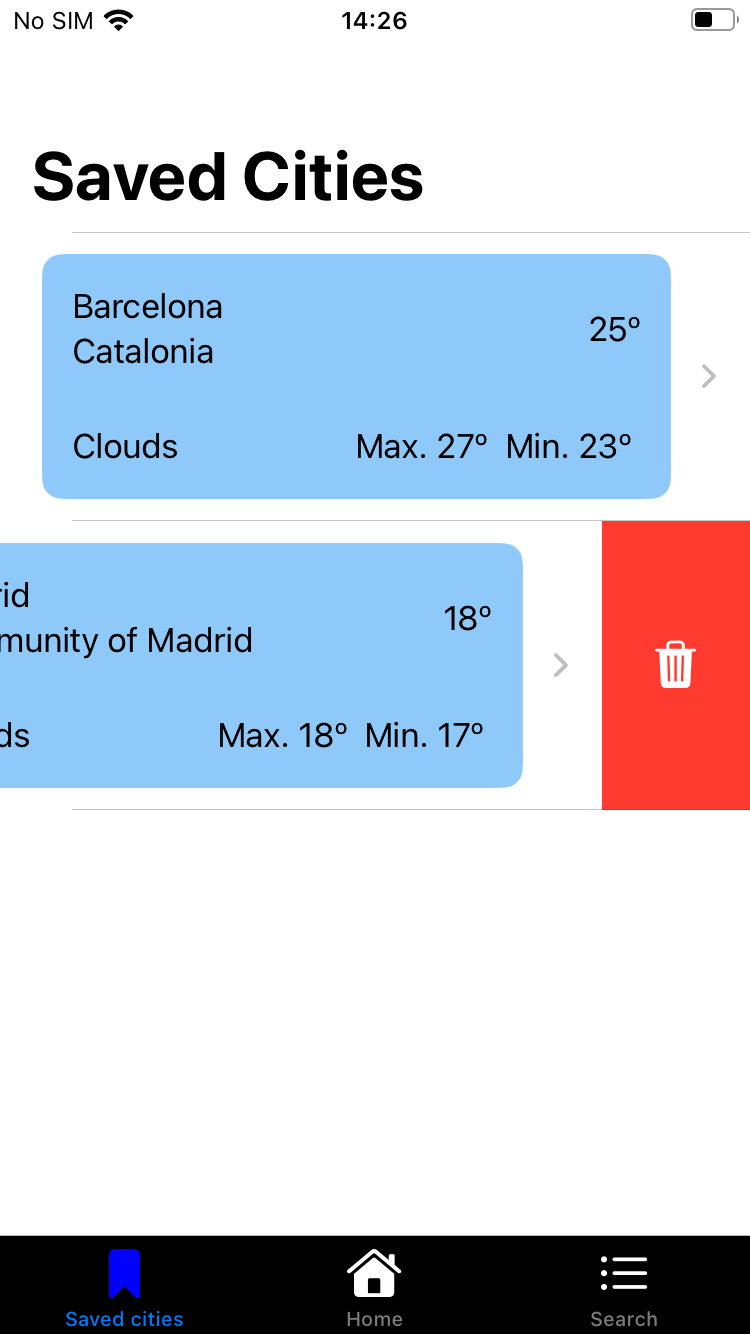 No SIM 14:26
Saved Cities
Barcelona
Catalonia
25º
Clouds Max. 27º Min. 23º
rid
munity of Madrid
18º
ds Max. 18º Min. 17º
Saved cities Home Search